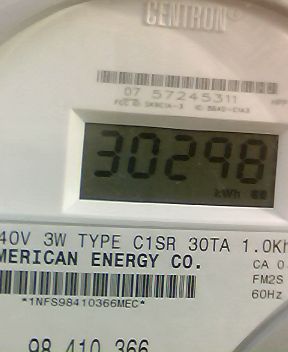 CENTRON®
07 57245311
30298
kWh
40V 3W TYPE C1SR 30TA 1.0Kh
MERICAN ENERGY CO.
CA 0
FM2S
*1NFS98410366MEC*
60Hz
98 410 366